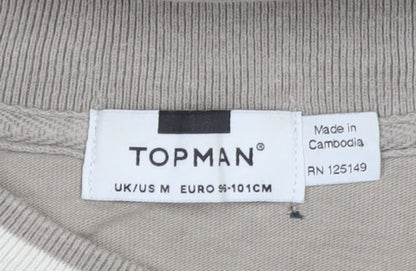 TOPMAN®
UK/US M EURO 96-101CM
Made in
Cambodia
RN 125149